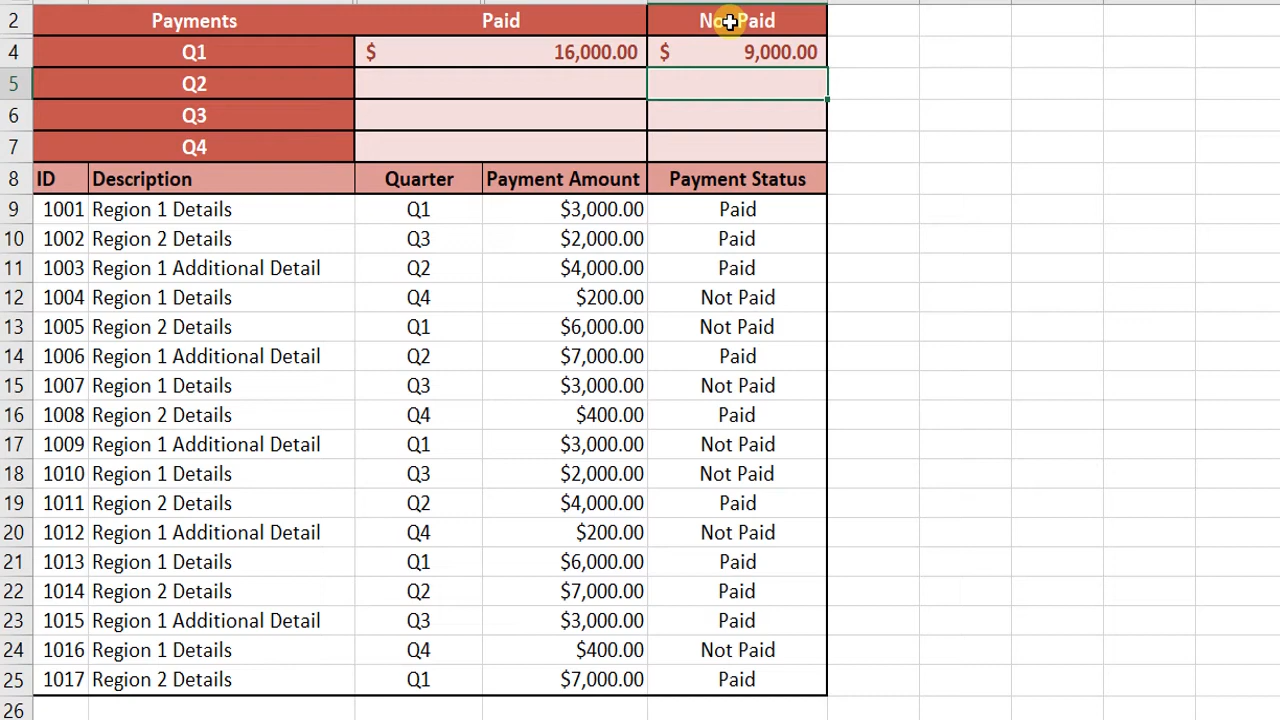 2 Payments Paid Not Paid
4 Q1 $ 16,000.00 $ 9,000.00
5 Q2
6 Q3
7 Q4
8 ID Description Quarter Payment Amount Payment Status
9 1001 Region 1 Details Q1 $3,000.00 Paid
10 1002 Region 2 Details Q3 $2,000.00 Paid
11 1003 Region 1 Additional Detail Q2 $4,000.00 Paid
12 1004 Region 1 Details Q4 $200.00 Not Paid
13 1005 Region 2 Details Q1 $6,000.00 Not Paid
14 1006 Region 1 Additional Detail Q2 $7,000.00 Paid
15 1007 Region 1 Details Q3 $3,000.00 Not Paid
16 1008 Region 2 Details Q4 $400.00 Paid
17 1009 Region 1 Additional Detail Q1 $3,000.00 Not Paid
18 1010 Region 1 Details Q3 $2,000.00 Not Paid
19 1011 Region 2 Details Q2 $4,000.00 Paid
20 1012 Region 1 Additional Detail Q4 $200.00 Not Paid
21 1013 Region 1 Details Q1 $6,000.00 Paid
22 1014 Region 2 Details Q2 $7,000.00 Paid
23 1015 Region 1 Additional Detail Q3 $3,000.00 Paid
24 1016 Region 1 Details Q4 $400.00 Not Paid
25 1017 Region 2 Details Q1 $7,000.00 Paid
26